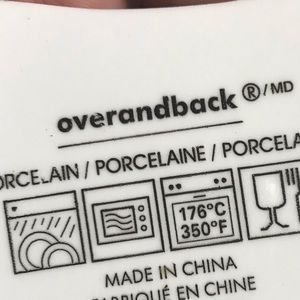 overandback ®/MD
PORCELAIN / PORCELAINE / PORCELA
176°C
350°F
MADE IN CHINA
FABRIQUÉ EN CHINE